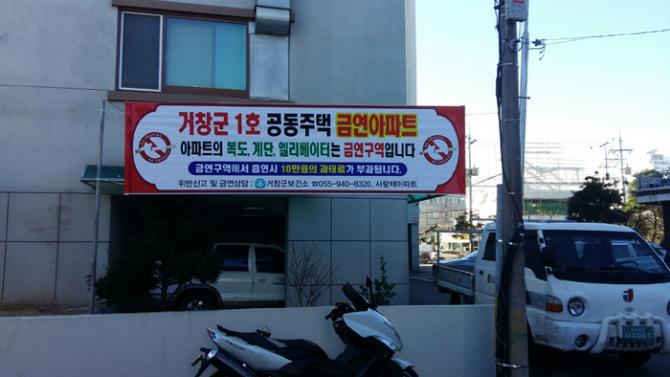 거창군 1호 공동주택 금연아파트
아파트의 복도, 계단, 엘리베이터는 금연구역입니다
금연구역에서 흡연시 10만원의 과태료가 부과됩니다.
위반신고 및 금연상담 : 거창군보건소 ☎055-940-8320, 사랑채아파트